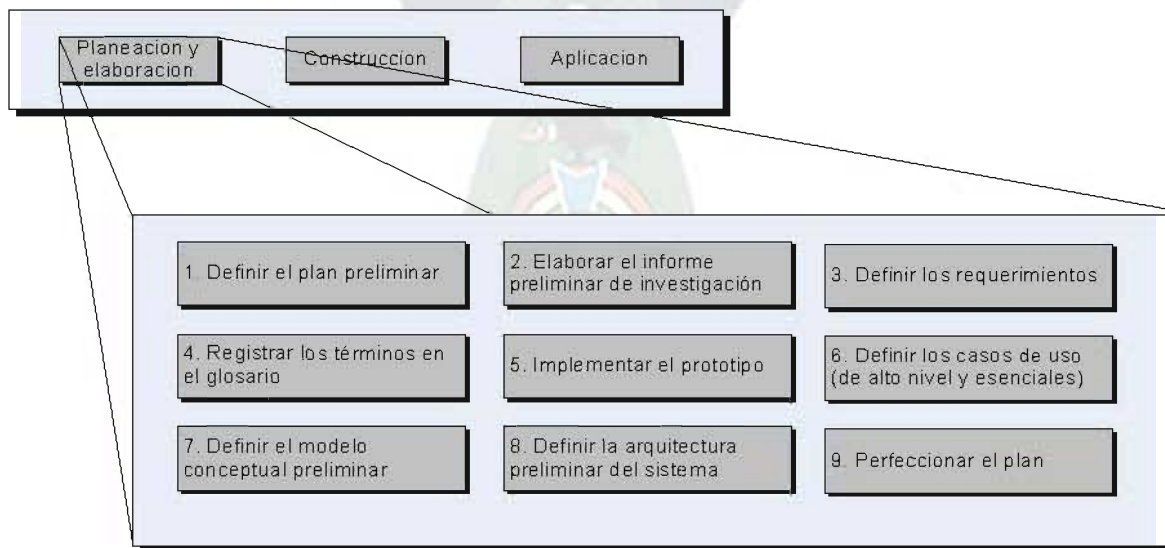 Planeacion y
elaboracion
Construccion
Aplicacion
1. Definir el plan preliminar
2. Elaborar el informe
preliminar de investigación
3. Definir los requerimientos
4. Registrar los términos en
el glosario
5. Implementar el prototipo
6. Definir los casos de uso
(de alto nivel y esenciales)
7. Definir el modelo
conceptual preliminar
8. Definir la arquitectura
preliminar del sistema
9. Perfeccionar el plan